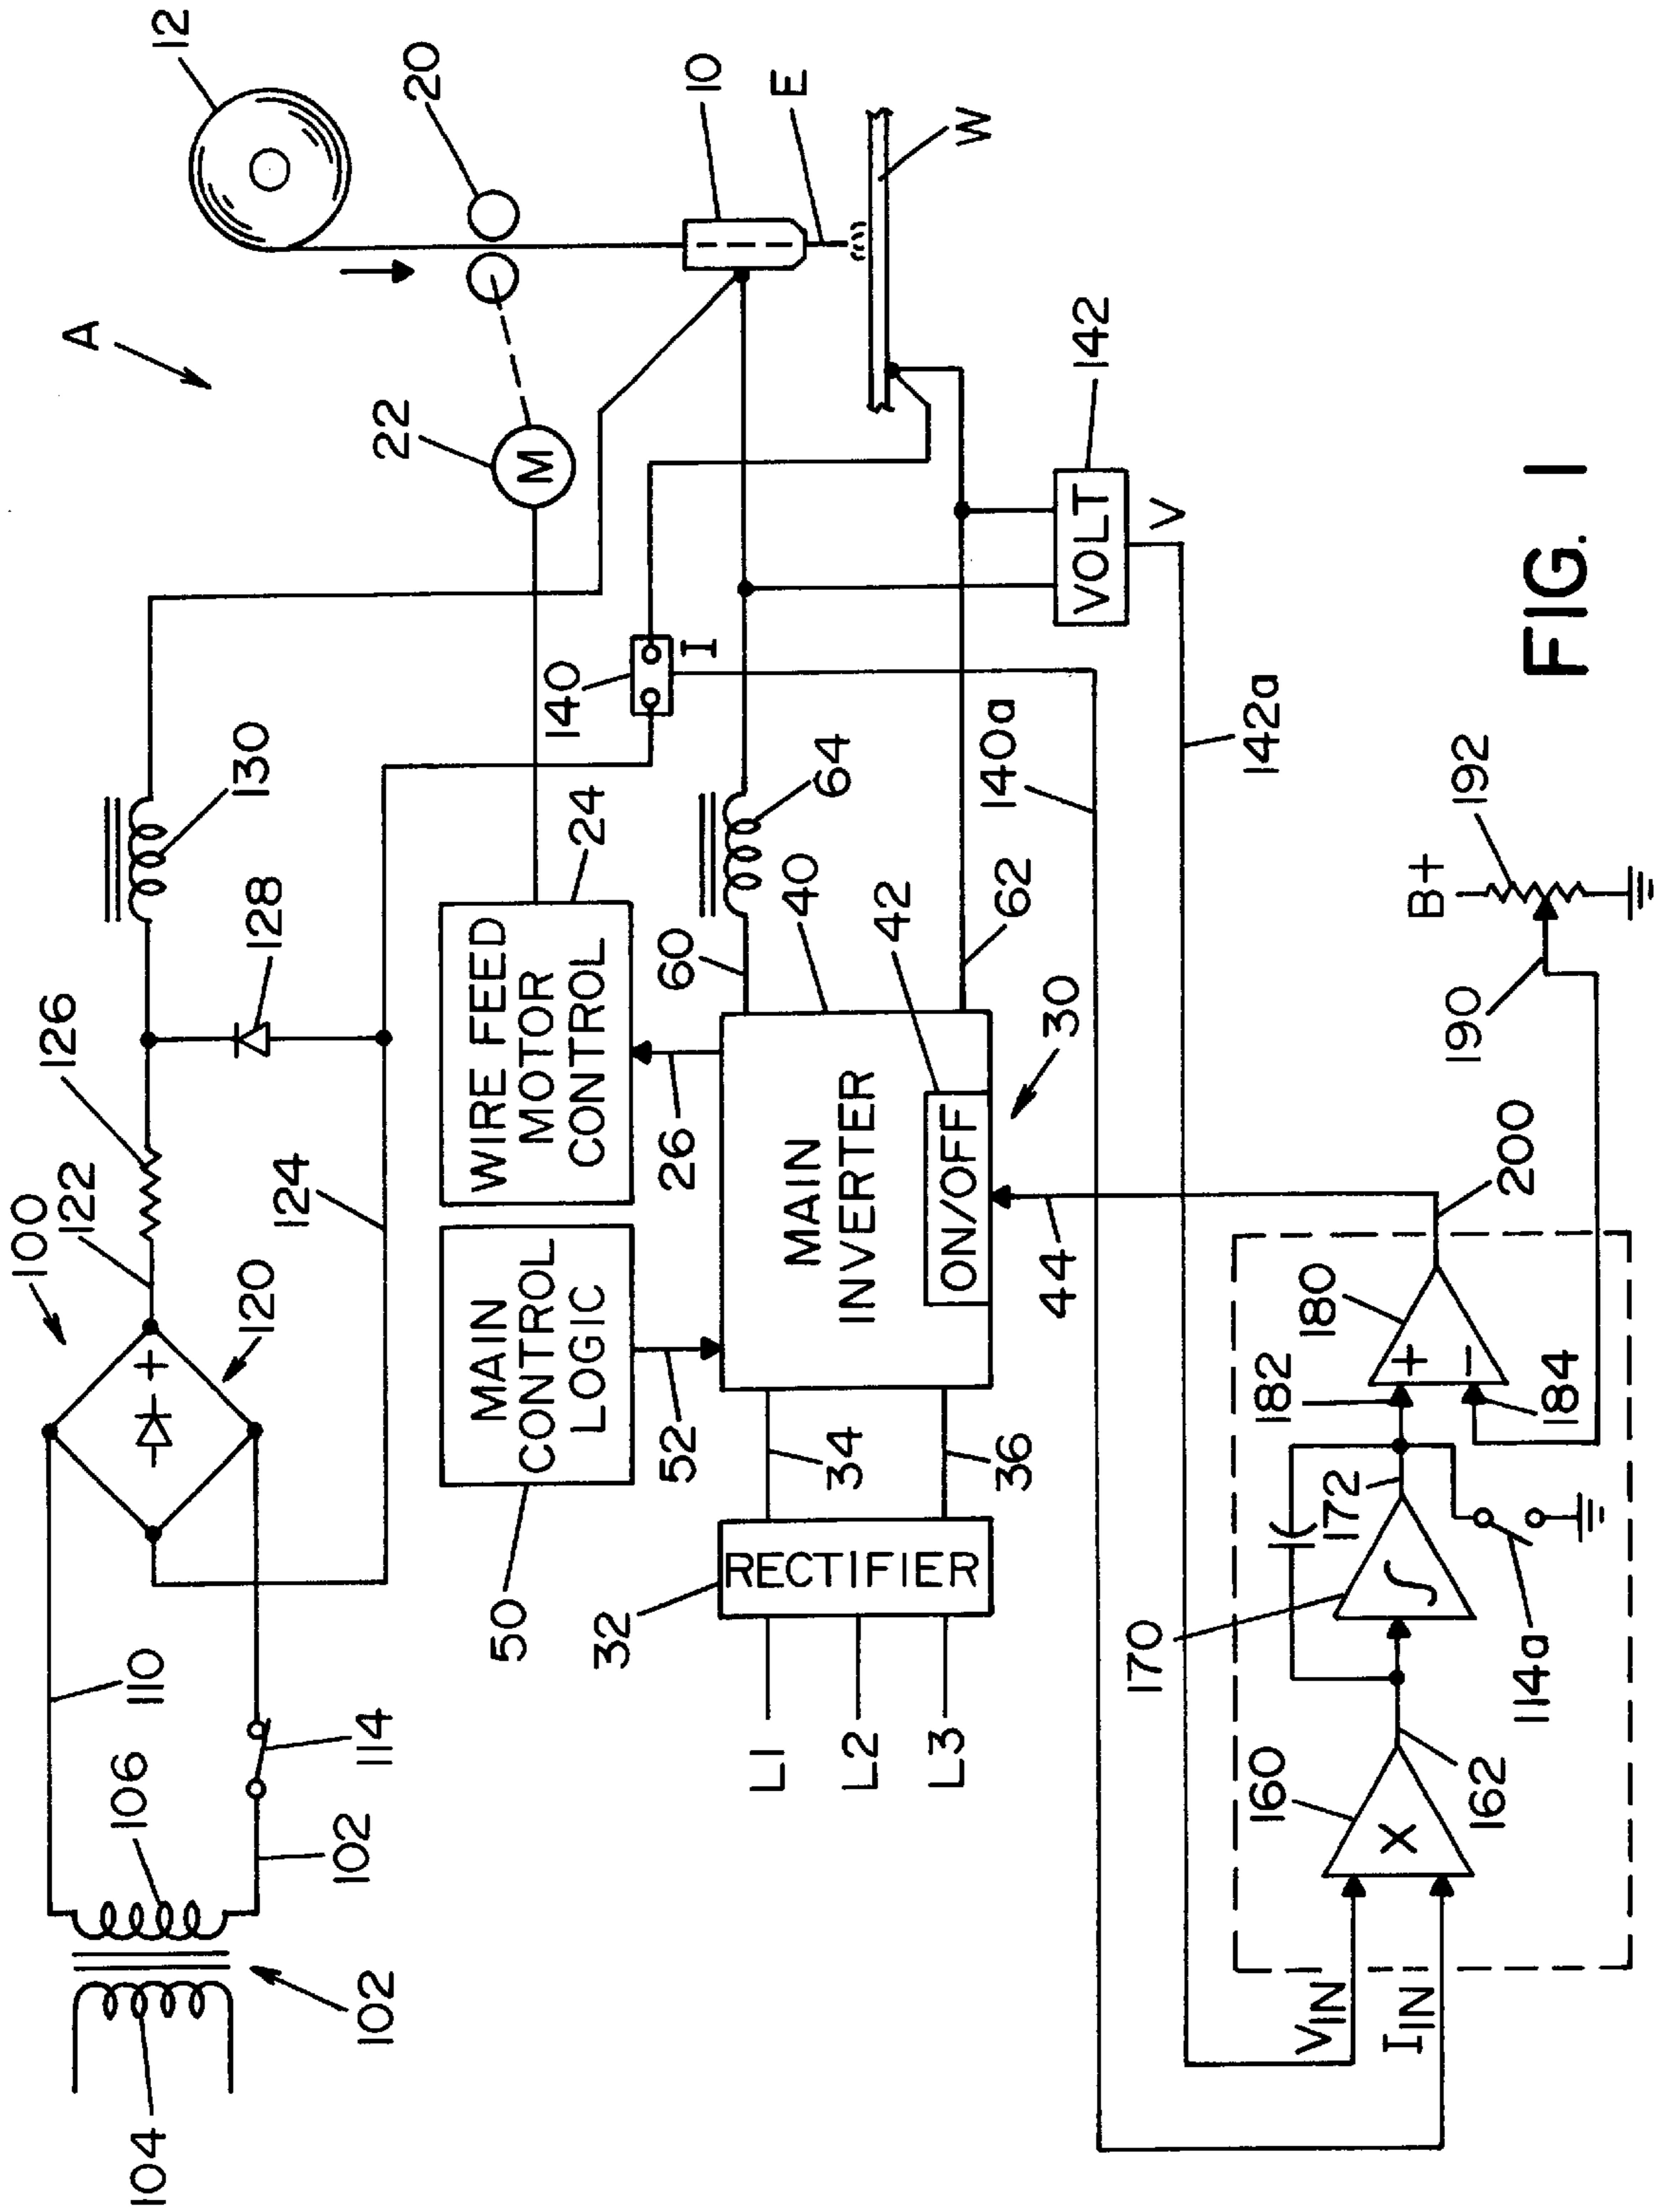 A
12
20
10
E
W
22
M
142
VOLT
V
142a
140
I
140a
130
128
126
122
124
100
120
+
110
114
106
102
102
104
WIRE FEED
MOTOR
CONTROL
24
26
MAIN
CONTROL
LOGIC
50
52
60
64
40
42
62
30
MAIN
INVERTER
ON/OFF
44
34
36
RECTIFIER
32
L1
L2
L3
B+
192
190
200
180
182
+
−
184
172
∫
170
114a
160
X
162
VIN
IIN
FIG. 1